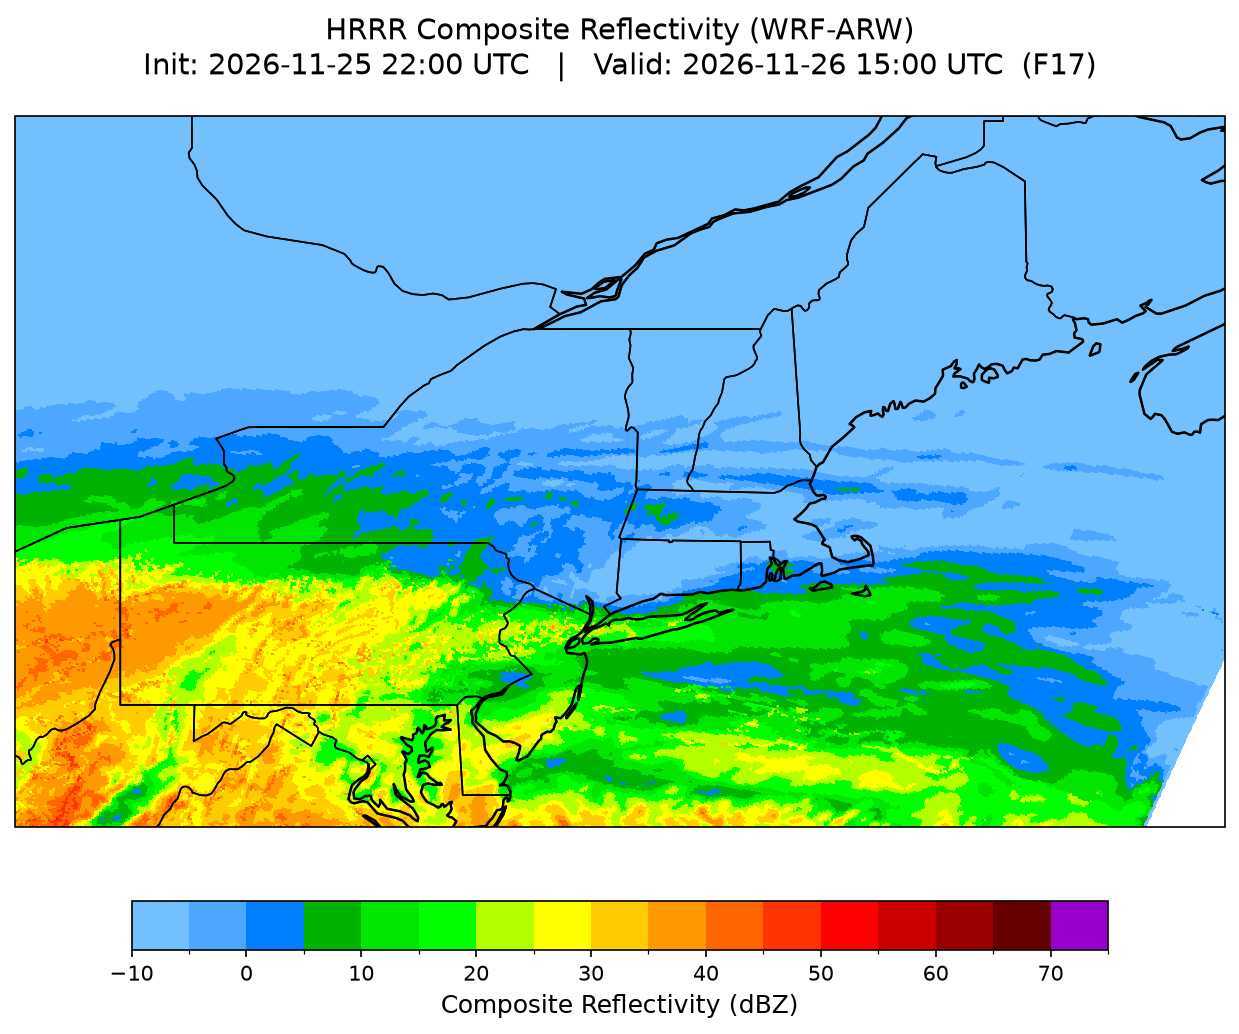 HRRR Composite Reflectivity (WRF-ARW)
Init: 2026-11-25 22:00 UTC | Valid: 2026-11-26 15:00 UTC (F17)
−10 0 10 20 30 40 50 60 70
Composite Reflectivity (dBZ)